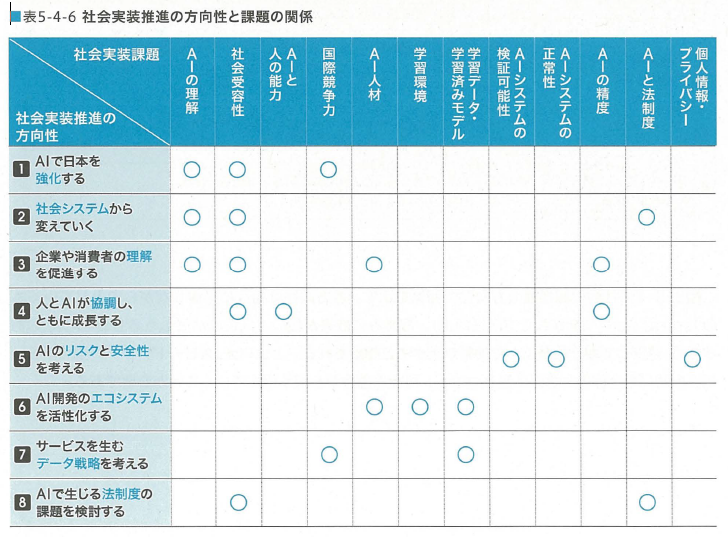 ■表5-4-6 社会実装推進の方向性と課題の関係
社会実装課題
社会実装推進の
方向性
AIの理解
社会受容性
AIと
人の能力
国際競争力
AI人材
学習環境
学習データ・
学習済みモデル
AIシステムの
検証可能性
AIシステムの
正常性
AIの精度
AIと法制度
個人情報・
プライバシー
1 AIで日本を
強化する
○ ○ ○
2 社会システムから
変えていく
○ ○ ○
3 企業や消費者の理解
を促進する
○ ○ ○ ○
4 人とAIが協調し、
ともに成長する
○ ○ ○
5 AIのリスクと安全性
を考える
○ ○ ○
6 AI開発のエコシステム
を活性化する
○ ○ ○
7 サービスを生む
データ戦略を考える
○ ○
8 AIで生じる法制度の
課題を検討する
○ ○